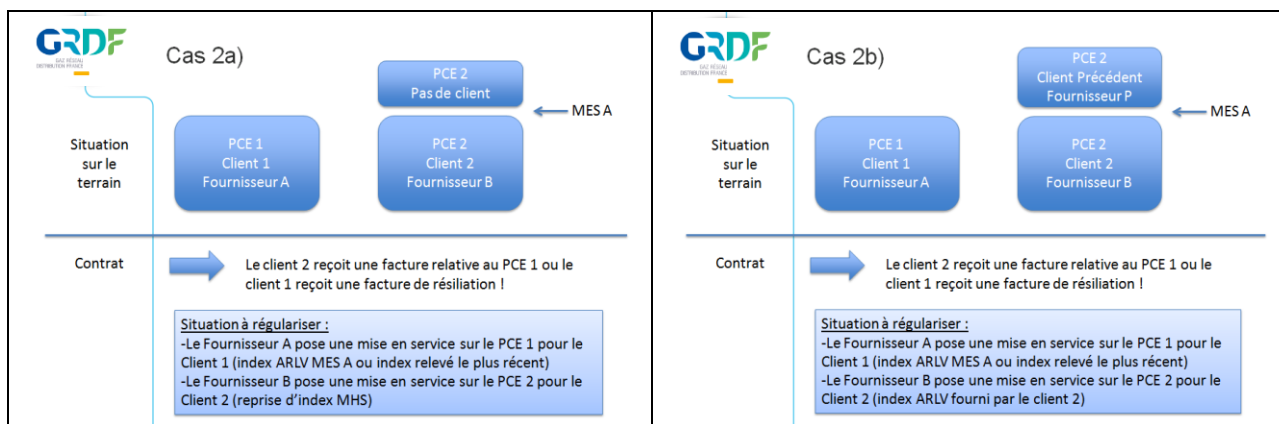 GRDF
GAZ RÉSEAU
DISTRIBUTION FRANCE
Cas 2a)
PCE 2
Pas de client
MES A
Situation
sur le
terrain
PCE 1
Client 1
Fournisseur A
PCE 2
Client 2
Fournisseur B
Contrat
Le client 2 reçoit une facture relative au PCE 1 ou le
client 1 reçoit une facture de résiliation !
Situation à régulariser :
-Le Fournisseur A pose une mise en service sur le PCE 1 pour le
Client 1 (index ARLV MES A ou index relevé le plus récent)
-Le Fournisseur B pose une mise en service sur le PCE 2 pour le
Client 2 (reprise d'index MHS)
GRDF
GAZ RÉSEAU
DISTRIBUTION FRANCE
Cas 2b)
PCE 2
Client Précédent
Fournisseur P
MES A
Situation
sur le
terrain
PCE 1
Client 1
Fournisseur A
PCE 2
Client 2
Fournisseur B
Contrat
Le client 2 reçoit une facture relative au PCE 1 ou le
client 1 reçoit une facture de résiliation !
Situation à régulariser :
-Le Fournisseur A pose une mise en service sur le PCE 1 pour le
Client 1 (index ARLV MES A ou index relevé le plus récent)
-Le Fournisseur B pose une mise en service sur le PCE 2 pour le
Client 2 (index ARLV fourni par le client 2)